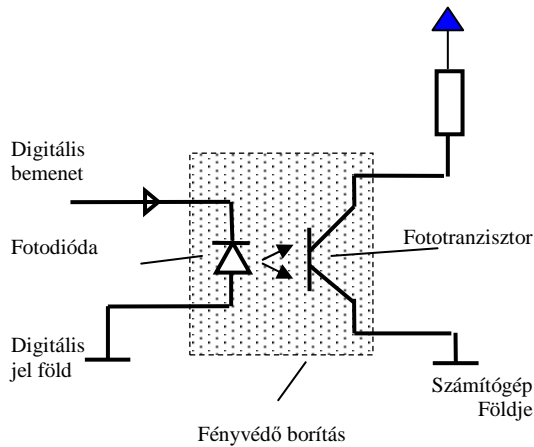 Digitális
bemenet
Fotodióda
Fototranzisztor
Digitális
jel föld
Számítógép
Földje
Fényvédő borítás